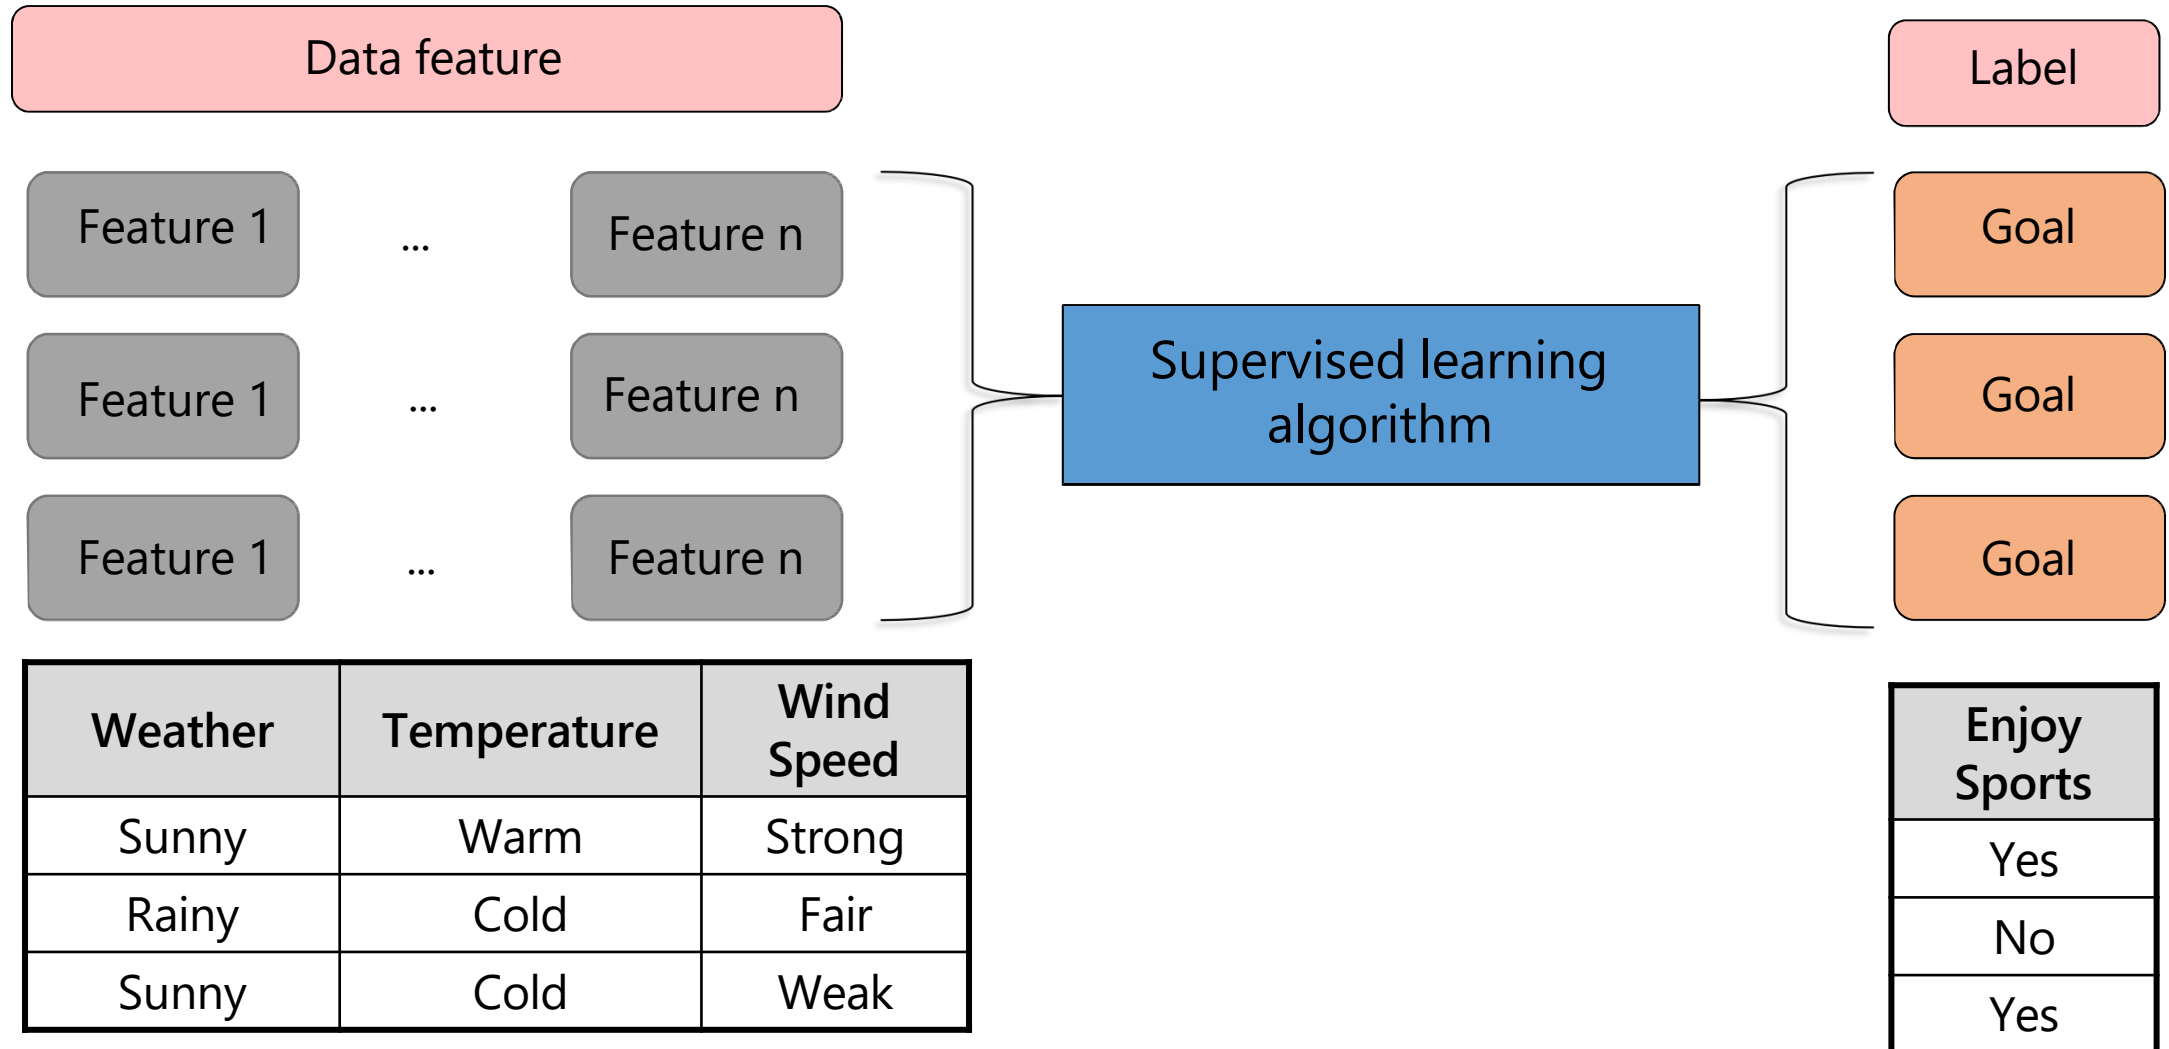 Data feature
Label
Feature 1
...
Feature n
Goal
Feature 1
...
Feature n
Goal
Feature 1
...
Feature n
Goal
Supervised learning
algorithm
Weather
Temperature
Wind
Speed
Sunny
Warm
Strong
Rainy
Cold
Fair
Sunny
Cold
Weak
Enjoy
Sports
Yes
No
Yes